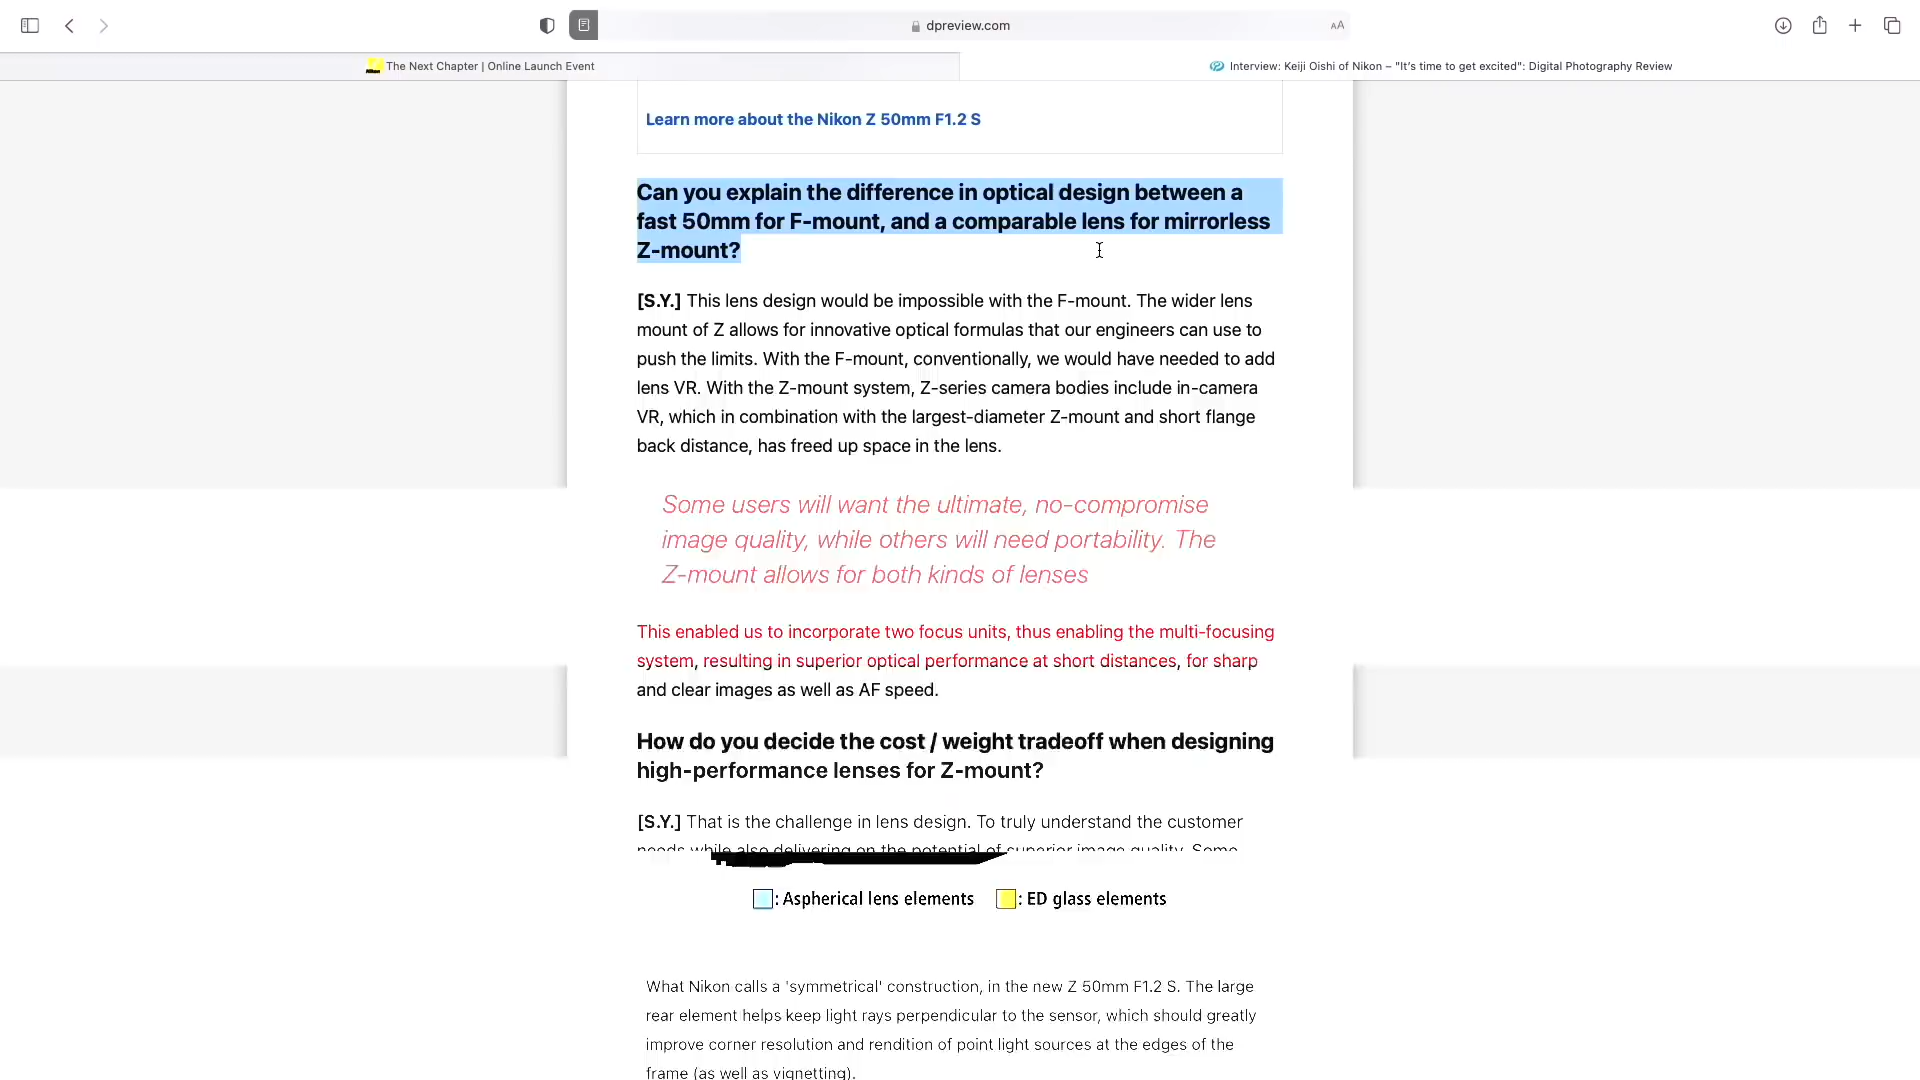 dpreview.com
AA
The Next Chapter | Online Launch Event
Interview: Keiji Oishi of Nikon – "It's time to get excited": Digital Photography Review
Learn more about the Nikon Z 50mm F1.2 S
Can you explain the difference in optical design between a
fast 50mm for F-mount, and a comparable lens for mirrorless
Z-mount?
[S.Y.] This lens design would be impossible with the F-mount. The wider lens
mount of Z allows for innovative optical formulas that our engineers can use to
push the limits. With the F-mount, conventionally, we would have needed to add
lens VR. With the Z-mount system, Z-series camera bodies include in-camera
VR, which in combination with the largest-diameter Z-mount and short flange
back distance, has freed up space in the lens.
Some users will want the ultimate, no-compromise
image quality, while others will need portability. The
Z-mount allows for both kinds of lenses
This enabled us to incorporate two focus units, thus enabling the multi-focusing
system, resulting in superior optical performance at short distances, for sharp
and clear images as well as AF speed.
How do you decide the cost / weight tradeoff when designing
high-performance lenses for Z-mount?
[S.Y.] That is the challenge in lens design. To truly understand the customer
needs while also delivering on the potential of superior image quality. Some
: Aspherical lens elements : ED glass elements
What Nikon calls a 'symmetrical' construction, in the new Z 50mm F1.2 S. The large
rear element helps keep light rays perpendicular to the sensor, which should greatly
improve corner resolution and rendition of point light sources at the edges of the
frame (as well as vignetting).